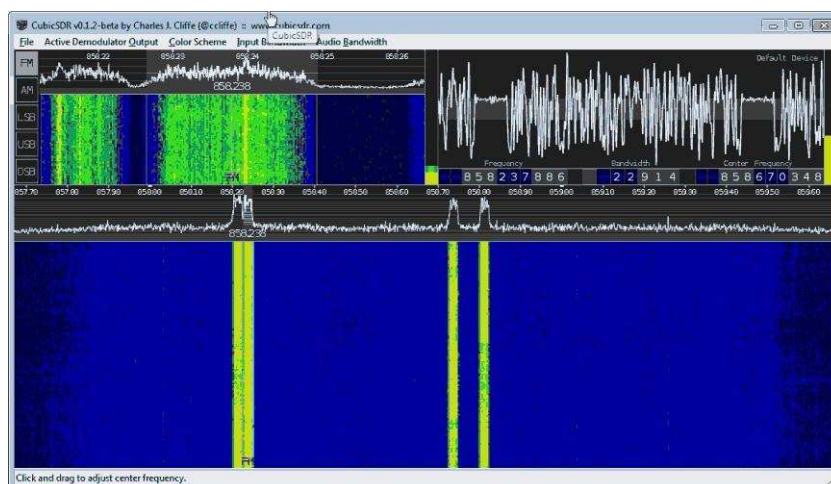 CubicSDR v0.1.2-beta by Charles J. Cliffe (@ccliffe) :: www.cubicsdr.com
CubicSDR
File Active Demodulator Output Color Scheme Input Bandwidth Audio Bandwidth
FM
AM
LSB
USB
DSB
858.22 858.23 858.24 858.25 858.26
858.238
FM
Default Device
Frequency Bandwidth Center Frequency
858237886 22914 858670348
857.70 857.80 857.90 858.00 858.10 858.20 858.30 858.40 858.50 858.60 858.70 858.80 858.90 859.00 859.10 859.20 859.30 859.40 859.50 859.60
858.238
FM
Click and drag to adjust center frequency.